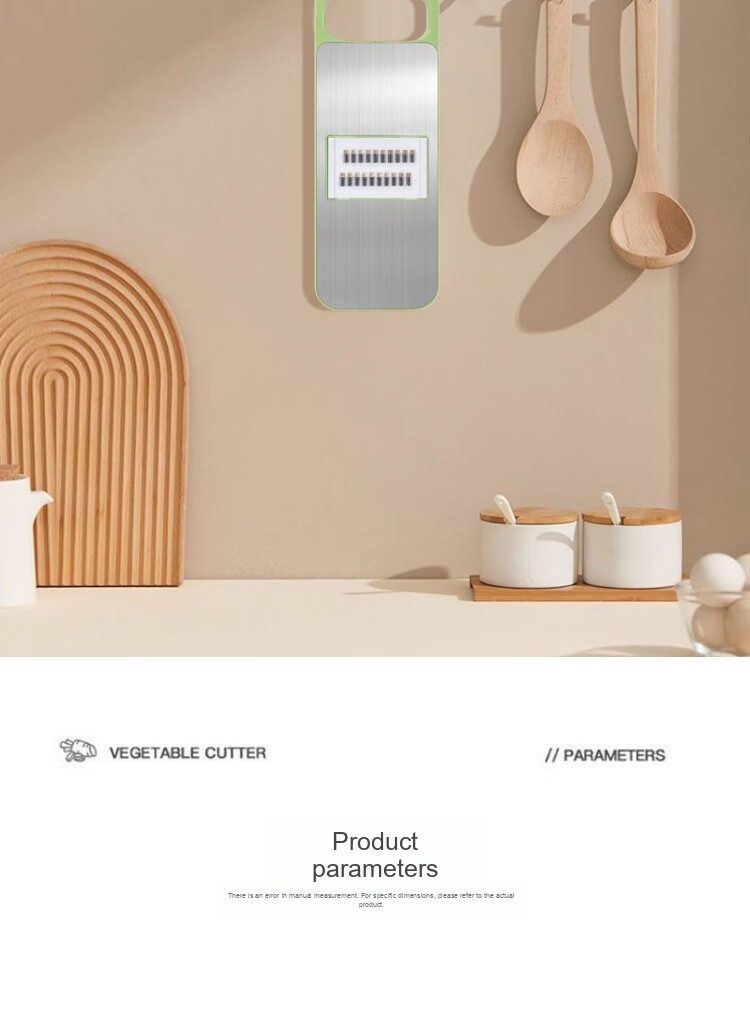 VEGETABLE CUTTER
// PARAMETERS
Product
parameters
There is an error in manual measurement. For specific dimensions, please refer to the actual
product.